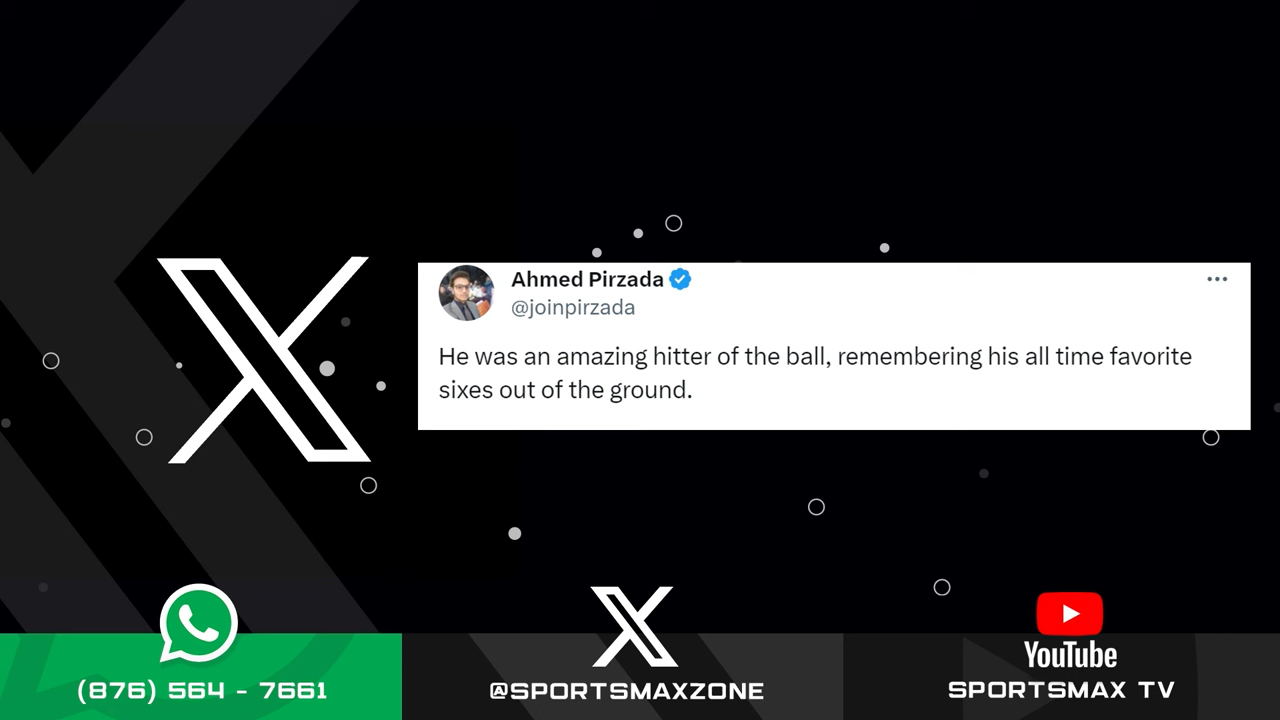 Ahmed Pirzada
@joinpirzada
He was an amazing hitter of the ball, remembering his all time favorite
sixes out of the ground.
YouTube
(876) 564 - 7661
@SPORTSMAXZONE
SPORTSMAX TV